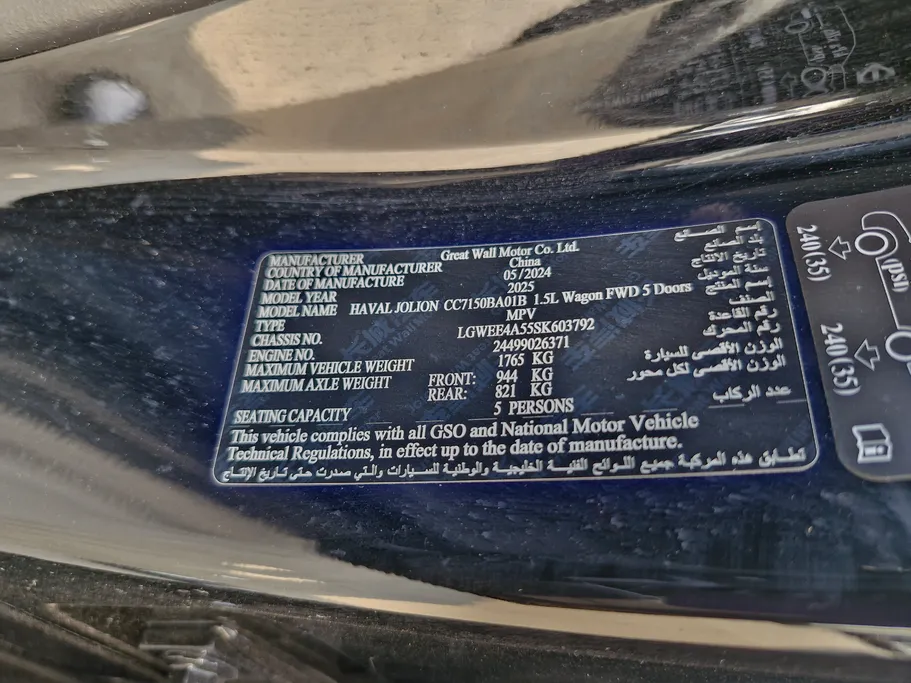 MANUFACTURER Great Wall Motor Co. Ltd. إسم الصانع
COUNTRY OF MANUFACTURER China بلد الصانع
DATE OF MANUFACTURE 05/2024 تاريخ الإنتاج
MODEL YEAR 2025 سنة الموديل
MODEL NAME HAVAL JOLION CC7150BA01B 1.5L Wagon FWD 5 Doors إسم المنتج
TYPE MPV الصنف
CHASSIS NO. LGWEE4A55SK603792 رقم القاعدة
ENGINE NO. 24499026371 رقم المحرك
MAXIMUM VEHICLE WEIGHT 1765 KG الوزن الأقصى للسيارة
MAXIMUM AXLE WEIGHT FRONT: 944 KG الوزن الأقصى لكل محور
REAR: 821 KG
SEATING CAPACITY 5 PERSONS عدد الركاب
This vehicle complies with all GSO and National Motor Vehicle
Technical Regulations, in effect up to the date of manufacture.
تطابق هذه المركبة جميع اللوائح الفنية الخليجية والوطنية للسيارات والتي صدرت حتى تاريخ الإنتاج
240(35)
(psi)
240(35)